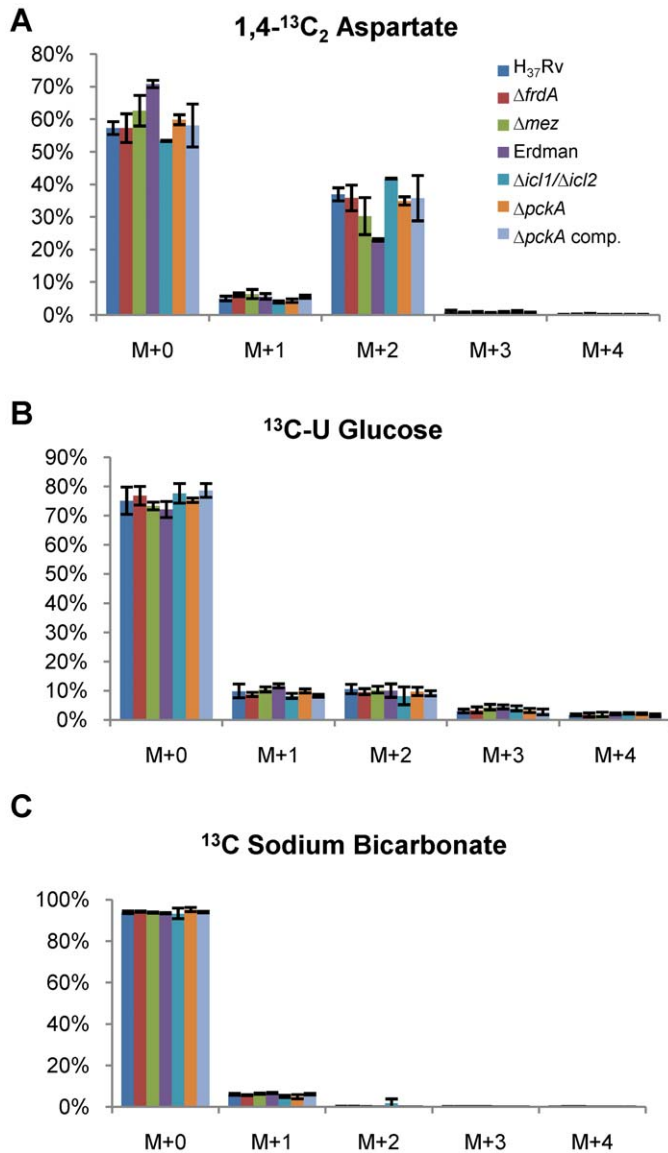 A
1,4-¹³C₂ Aspartate
80%
70%
60%
50%
40%
30%
20%
10%
0%
H₃₇Rv
ΔfrdA
Δmez
Erdman
Δicl1/Δicl2
ΔpckA
ΔpckA comp.
M+0 M+1 M+2 M+3 M+4
B
¹³C-U Glucose
90%
80%
70%
60%
50%
40%
30%
20%
10%
0%
M+0 M+1 M+2 M+3 M+4
C
¹³C Sodium Bicarbonate
100%
80%
60%
40%
20%
0%
M+0 M+1 M+2 M+3 M+4